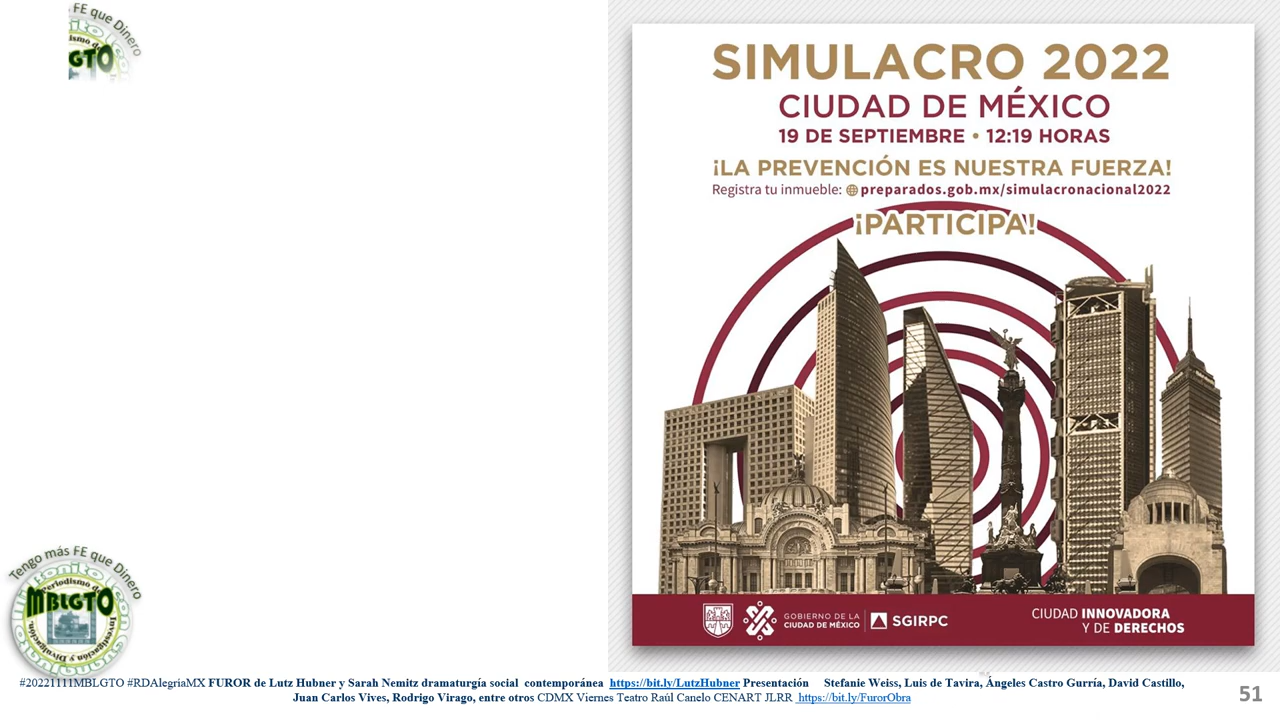 FE que Dinero
GTO
SIMULACRO 2022
CIUDAD DE MÉXICO
19 DE SEPTIEMBRE • 12:19 HORAS
¡LA PREVENCIÓN ES NUESTRA FUERZA!
Registra tu inmueble: preparados.gob.mx/simulacronacional2022
¡PARTICIPA!
Tengo más FE que Dinero
Periodismo de
MBLGTO
Investigación y Divulgación
GOBIERNO DE LA
CIUDAD DE MÉXICO
SGIRPC
CIUDAD INNOVADORA
Y DE DERECHOS
#20221111MBLGTO #RDAlegriaMX FUROR de Lutz Hubner y Sarah Nemitz dramaturgía social contemporánea https://bit.ly/LutzHubner Presentación Stefanie Weiss, Luis de Tavira, Ángeles Castro Gurría, David Castillo,
Juan Carlos Vives, Rodrigo Virago, entre otros CDMX Viernes Teatro Raúl Canelo CENART JLRR https://bit.ly/FurorObra
51